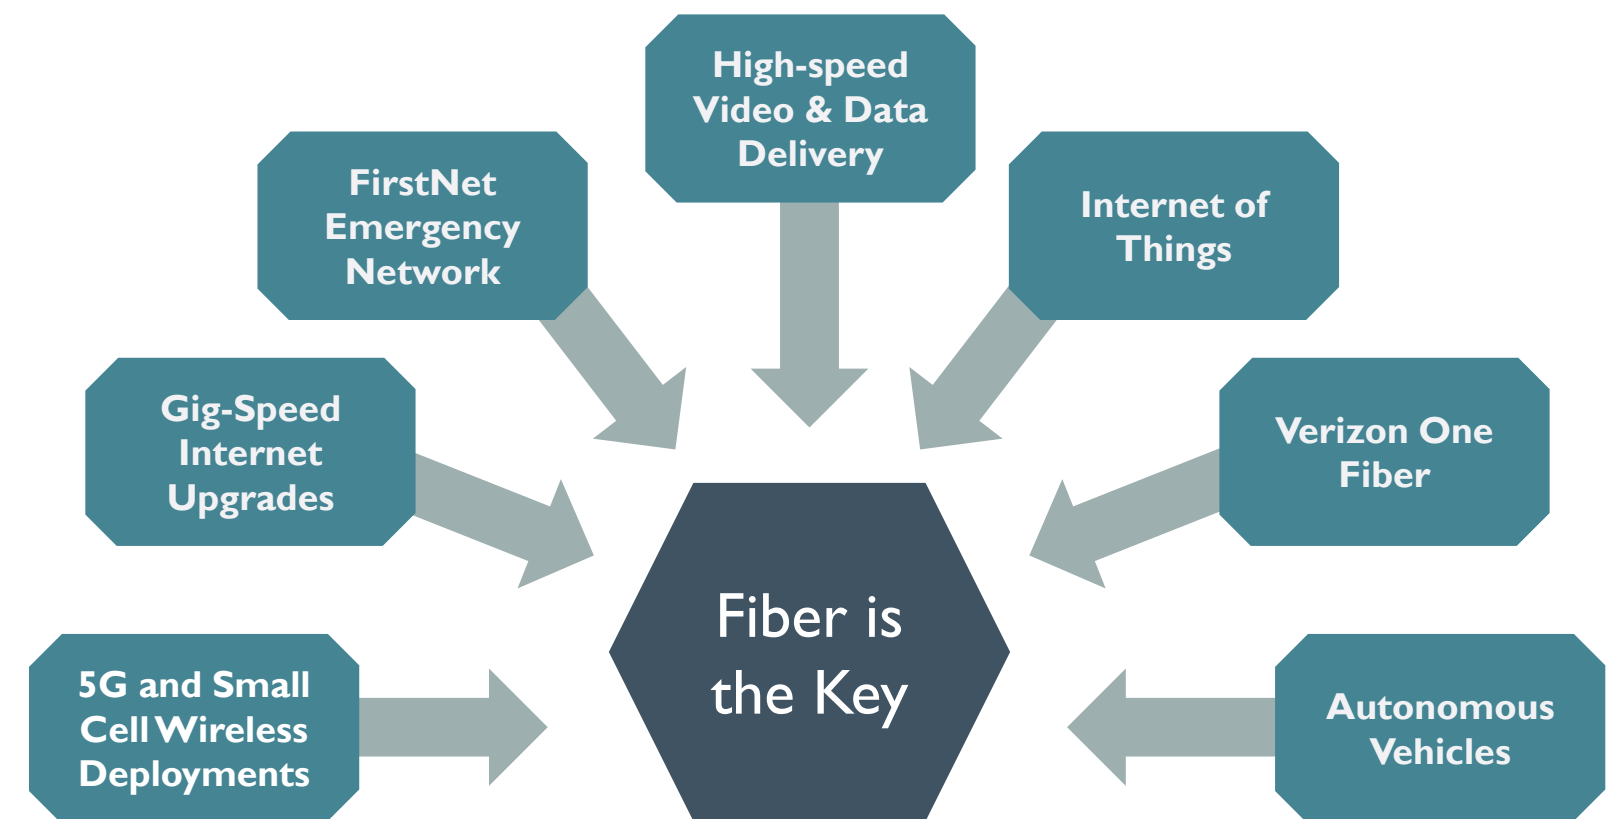 High-speed
Video & Data
Delivery
FirstNet
Emergency
Network
Internet of
Things
Gig-Speed
Internet
Upgrades
Verizon One
Fiber
Fiber is
the Key
5G and Small
Cell Wireless
Deployments
Autonomous
Vehicles